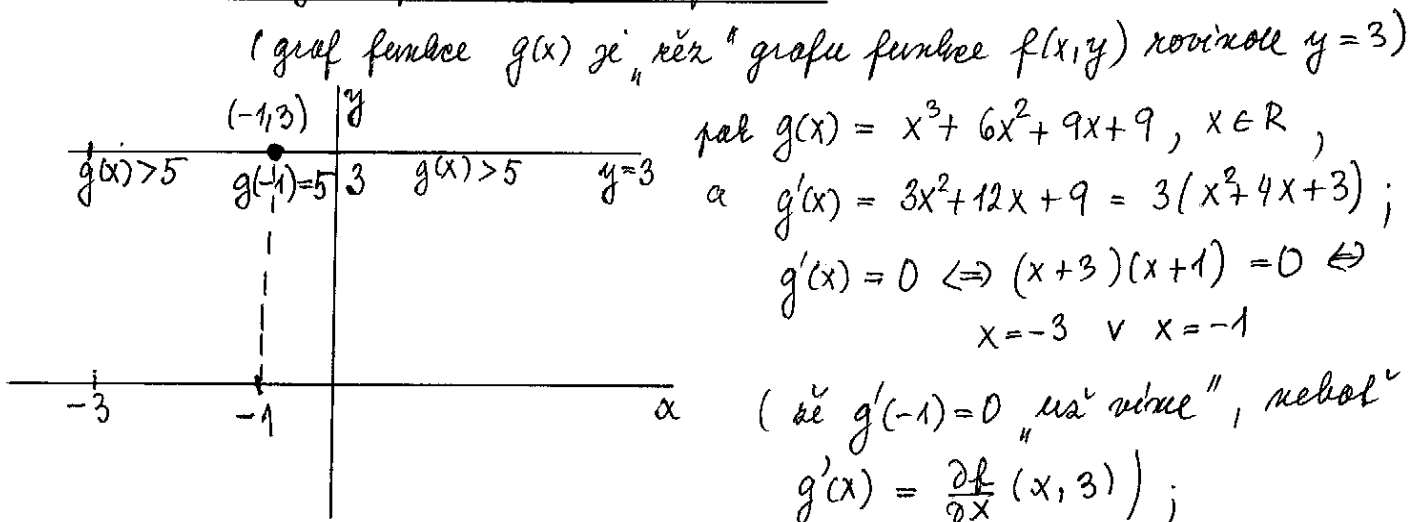 (graf funkce g(x) je „řez" grafu funkce f(x,y) rovinou y = 3)
(-1,3) y
pak g(x) = x³ + 6x² + 9x + 9 , x ∈ R ,
g(x) > 5 g(-1) = 5 3 g(x) > 5 y = 3
a g'(x) = 3x² + 12x + 9 = 3(x² + 4x + 3) ;
g'(x) = 0 ⇔ (x+3)(x+1) = 0 ⇔
x = -3 ∨ x = -1
-3 -1 x
(že g'(-1) = 0 „už víme", neboť
g'(x) = ∂f/∂x (x, 3) ) ;